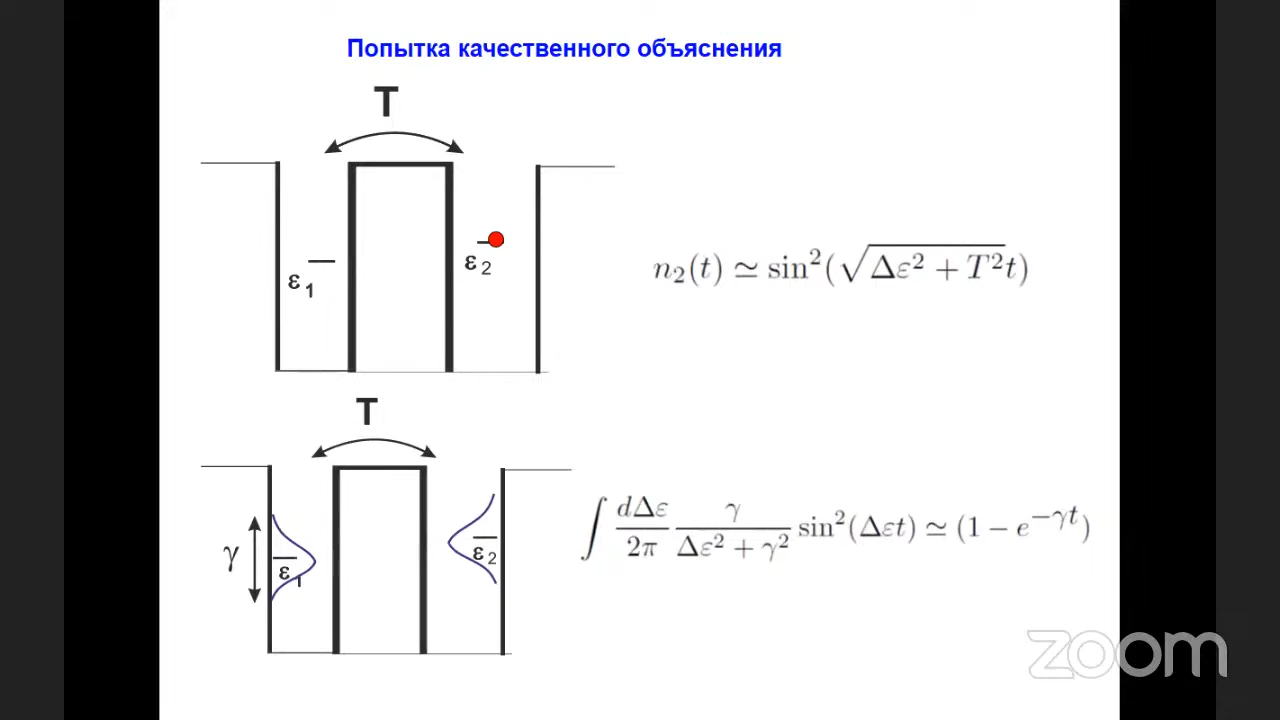 Попытка качественного объяснения
T
ε1
ε2
n₂(t) ≃ sin²(√(Δε² + T²)t)
T
γ
ε1
ε2
∫ dΔε/2π γ/(Δε² + γ²) sin²(Δεt) ≃ (1 − e^{−γt})
zoom